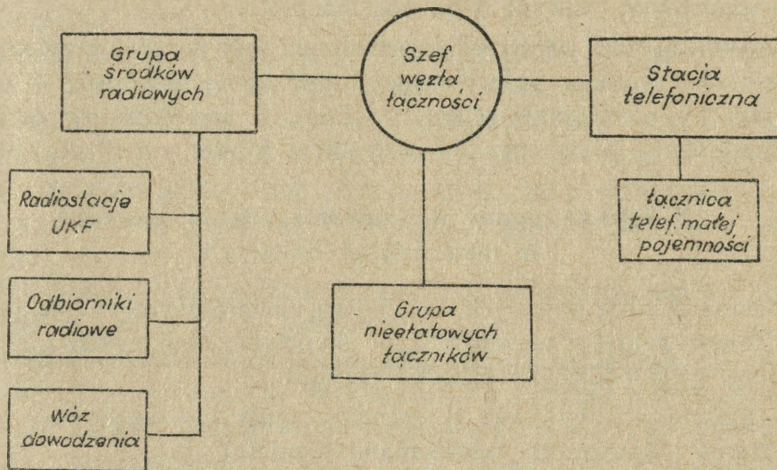 Grupa
środków
radiowych
Szef
węzła
łączności
Stacja
telefoniczna
Radiostacje
UKF
łącznica
telef. małej
pojemności
Odbiorniki
radiowe
Grupa
nieetatowych
łączników
Wóz
dowodzenia